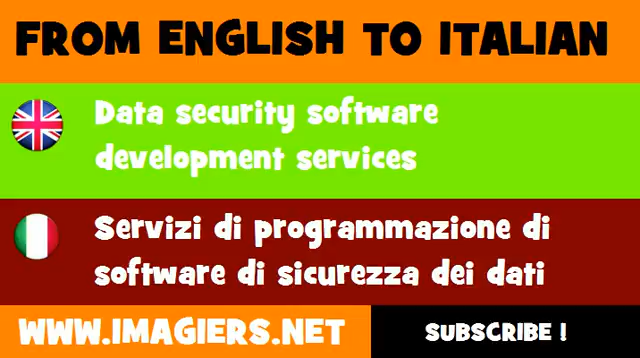 FROM ENGLISH TO ITALIAN
Data security software
development services
Servizi di programmazione di
software di sicurezza dei dati
WWW.IMAGIERS.NET
SUBSCRIBE !